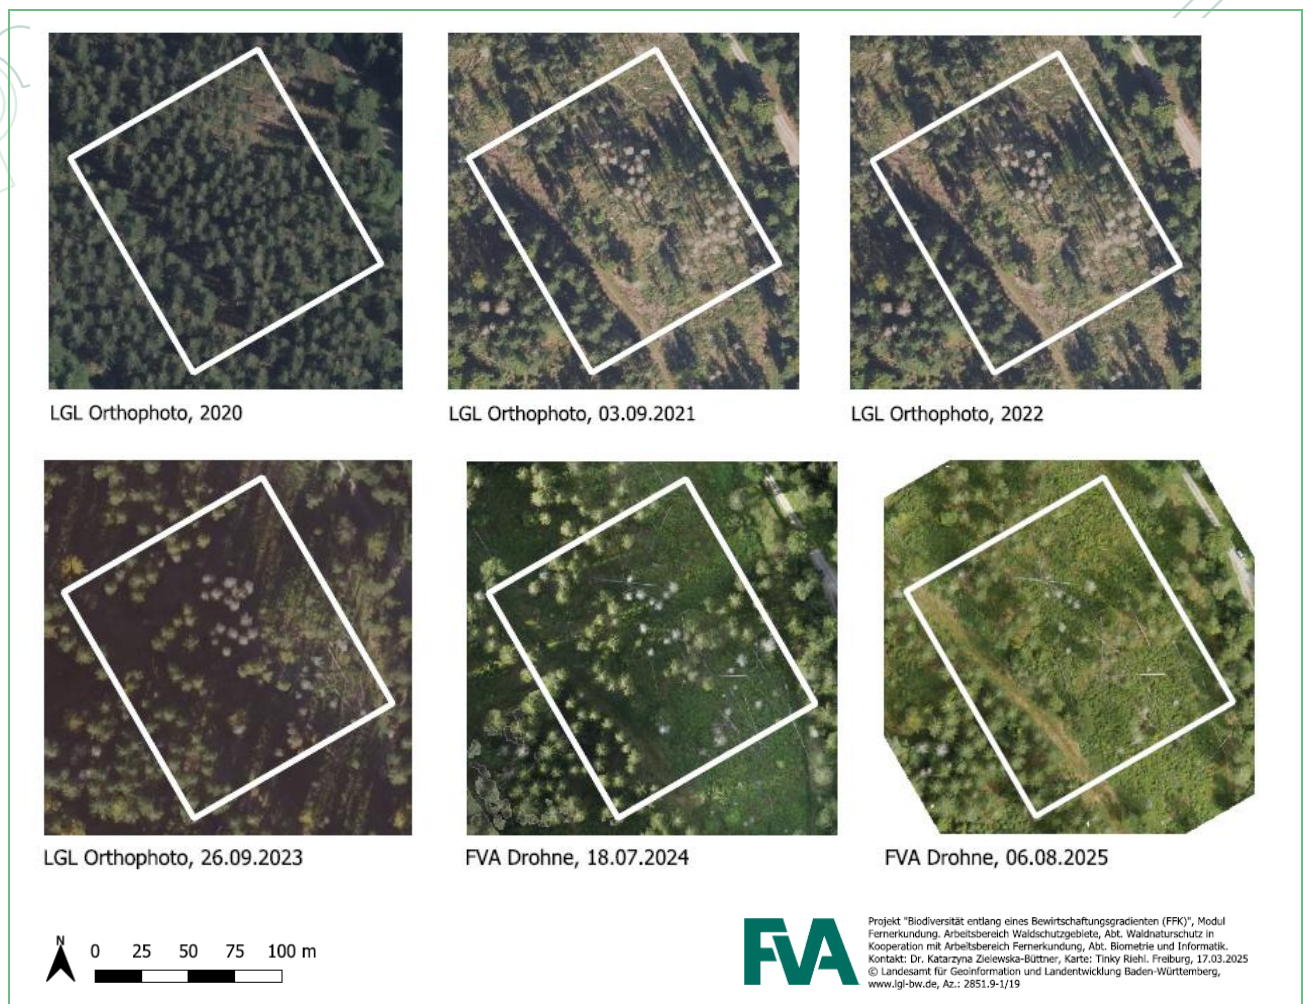 LGL Orthophoto, 2020
LGL Orthophoto, 03.09.2021
LGL Orthophoto, 2022
LGL Orthophoto, 26.09.2023
FVA Drohne, 18.07.2024
FVA Drohne, 06.08.2025
N
0 25 50 75 100 m
FVA
Projekt "Biodiversität entlang eines Bewirtschaftungsgradienten (FFK)", Modul
Fernerkundung. Arbeitsbereich Waldschutzgebiete, Abt. Waldnaturschutz in
Kooperation mit Arbeitsbereich Fernerkundung, Abt. Biometrie und Informatik.
Kontakt: Dr. Katarzyna Zielewska-Büttner, Karte: Tinky Riehl. Freiburg, 17.03.2025
© Landesamt für Geoinformation und Landentwicklung Baden-Württemberg,
www.lgl-bw.de, Az.: 2851.9-1/19